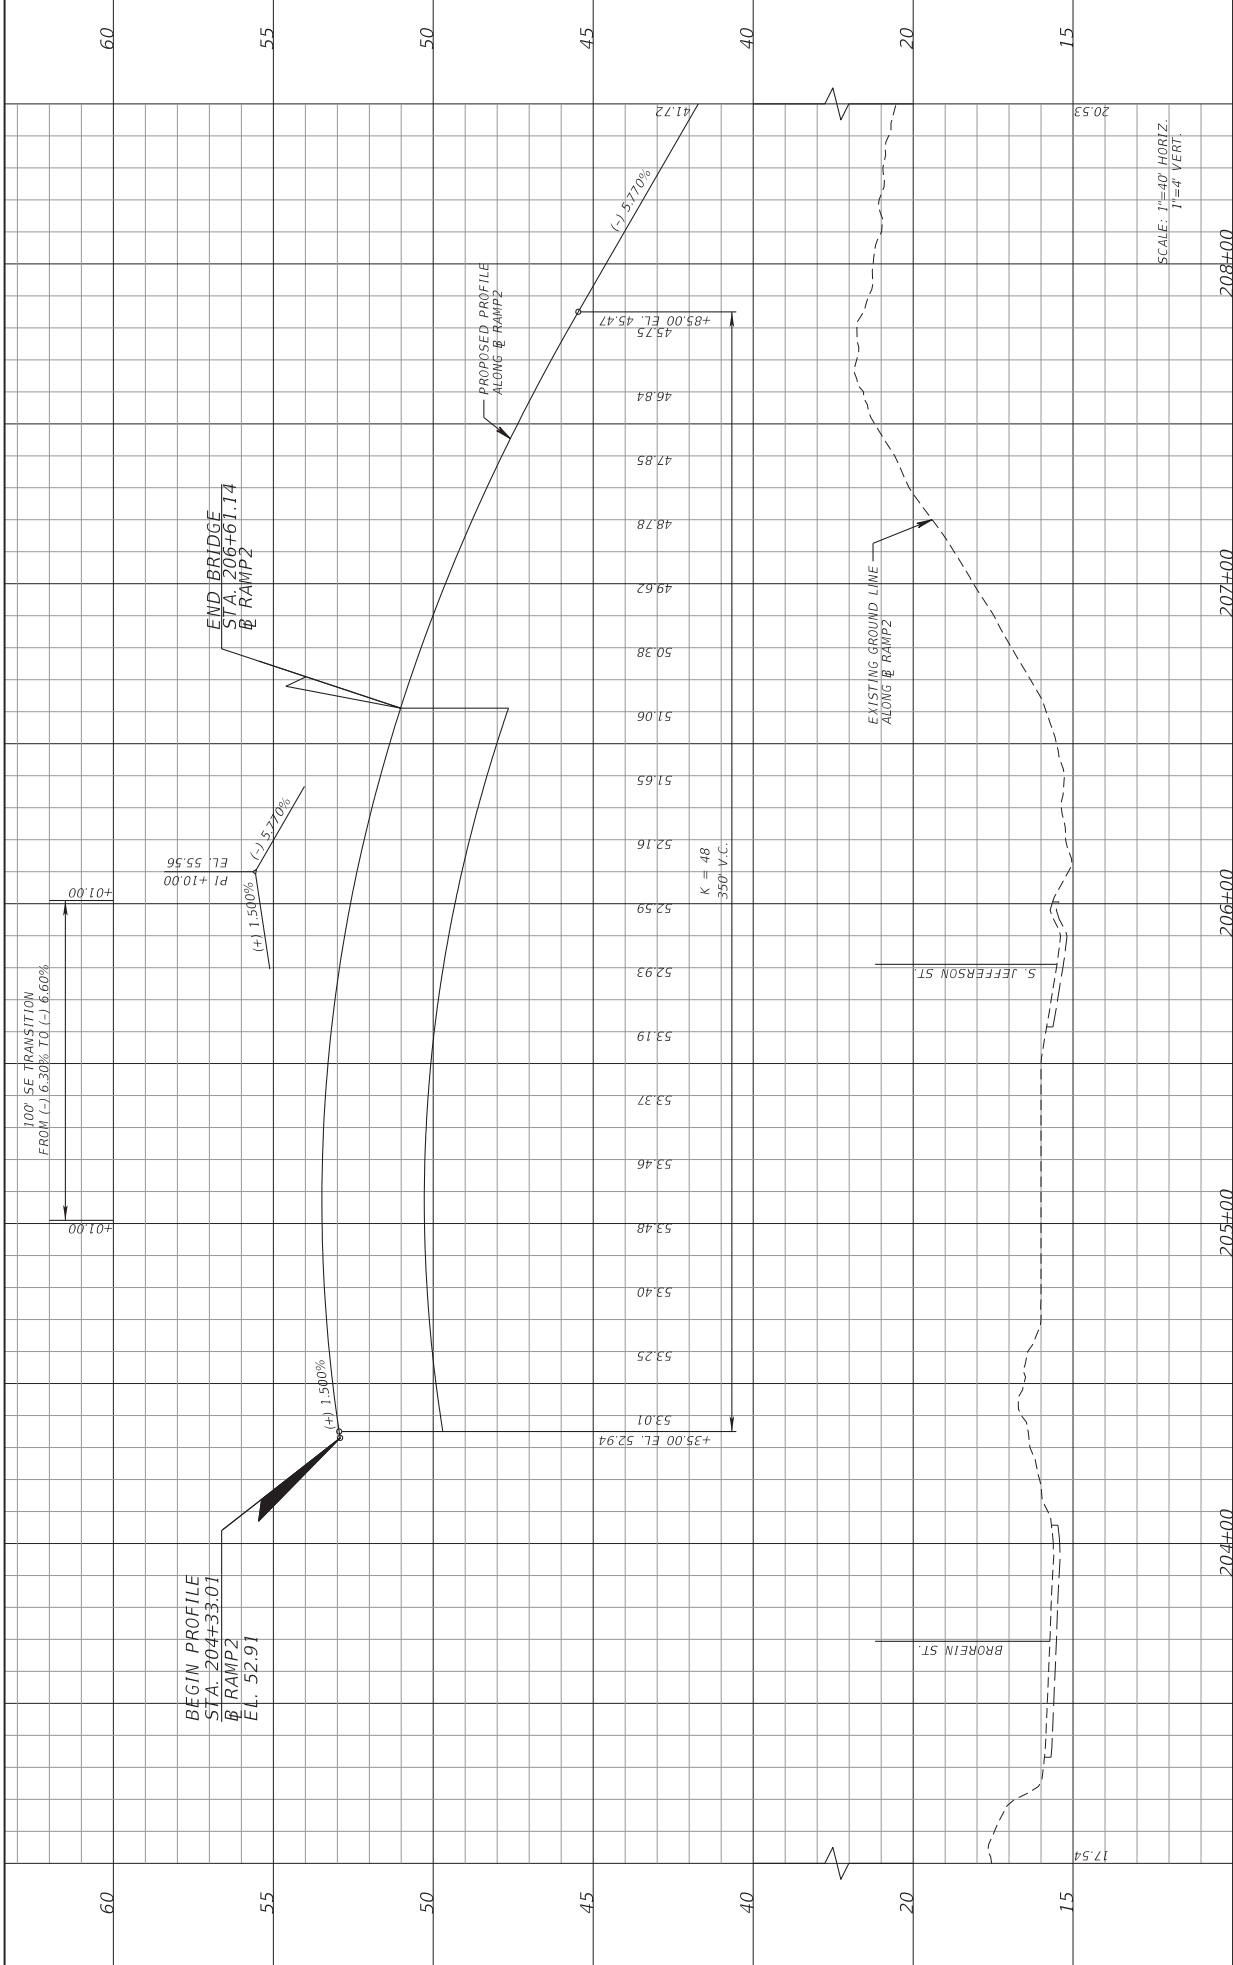 60
55
50
45
40
20
15
41.72
20.53
SCALE: 1"=40' HORIZ.
1"=4' VERT.
(-) 5.770%
PROPOSED PROFILE
ALONG ℄ RAMP2
+85.00 EL. 45.47
45.75
46.84
47.85
48.78
49.62
50.38
51.06
51.65
52.16
52.59
52.93
53.19
53.37
53.46
53.48
53.40
53.25
53.01
+35.00 EL. 52.94
END BRIDGE
STA. 206+61.14
RAMP2
EXISTING GROUND LINE
ALONG RAMP2
PI +10.00
EL. 55.56
(+) 1.500%
(-) 5.770%
K = 48
350' V.C.
100' SE TRANSITION
FROM (-) 6.30% TO (-) 6.60%
+01.00
+01.00
(+) 1.500%
S. JEFFERSON ST.
BROREIN ST.
BEGIN PROFILE
STA. 204+33.01
RAMP2
EL. 52.91
17.54
204+00
205+00
206+00
207+00
208+00
60
55
50
45
40
20
15